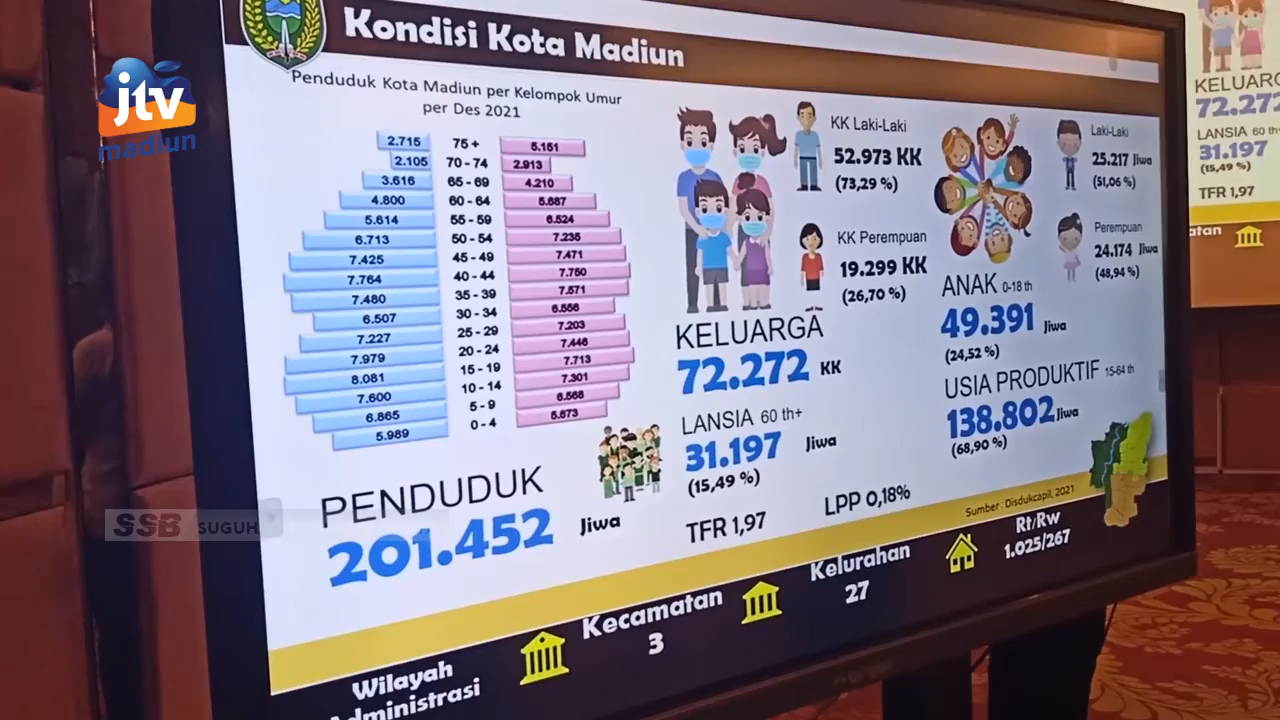 Kondisi Kota Madiun
jtv
madiun
Penduduk Kota Madiun per Kelompok Umur
per Des 2021
2.715 75 + 5.151
2.105 70 - 74 2.913
3.616 65 - 69 4.210
4.800 60 - 64 5.687
5.614 55 - 59 6.524
6.713 50 - 54 7.235
7.425 45 - 49 7.471
7.764 40 - 44 7.750
7.480 35 - 39 7.571
6.507 30 - 34 6.556
7.227 25 - 29 7.203
7.979 20 - 24 7.446
8.081 15 - 19 7.713
7.600 10 - 14 7.301
6.865 5 - 9 6.568
5.989 0 - 4 5.673
PENDUDUK
201.452 Jiwa
KK Laki-Laki
52.973 KK
(73,29 %)
KK Perempuan
19.299 KK
(26,70 %)
KELUARGA
72.272 KK
LANSIA 60 th+
31.197 Jiwa
(15,49 %)
TFR 1,97
LPP 0,18%
Laki-Laki
25.217 Jiwa
(51,06 %)
Perempuan
24.174 Jiwa
(48,94 %)
ANAK 0-18 th
49.391 Jiwa
(24,52 %)
USIA PRODUKTIF 15-64 th
138.802 Jiwa
(68,90 %)
Sumber : Disdukcapil, 2021
Wilayah
Administrasi
Kecamatan
3
Kelurahan
27
Rt/Rw
1.025/267
SSB SUGUH
KELUARG
72.272
LANSIA 60 th
31.197
(15,49 %)
TFR 1,97
atan